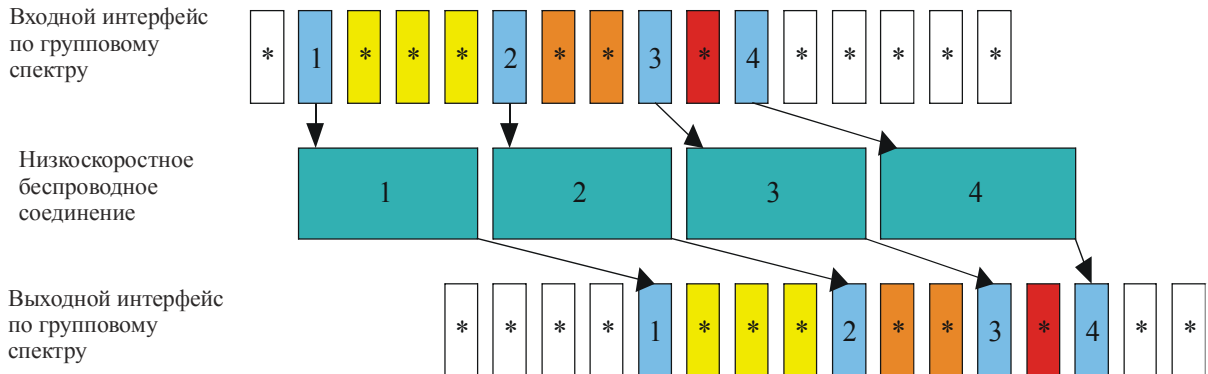 Входной интерфейс
по групповому
спектру
* 1 * * * 2 * * 3 * 4 * * * * *
Низкоскоростное
беспроводное
соединение
1 2 3 4
Выходной интерфейс
по групповому
спектру
* * * * 1 * * * 2 * * 3 * 4 * *